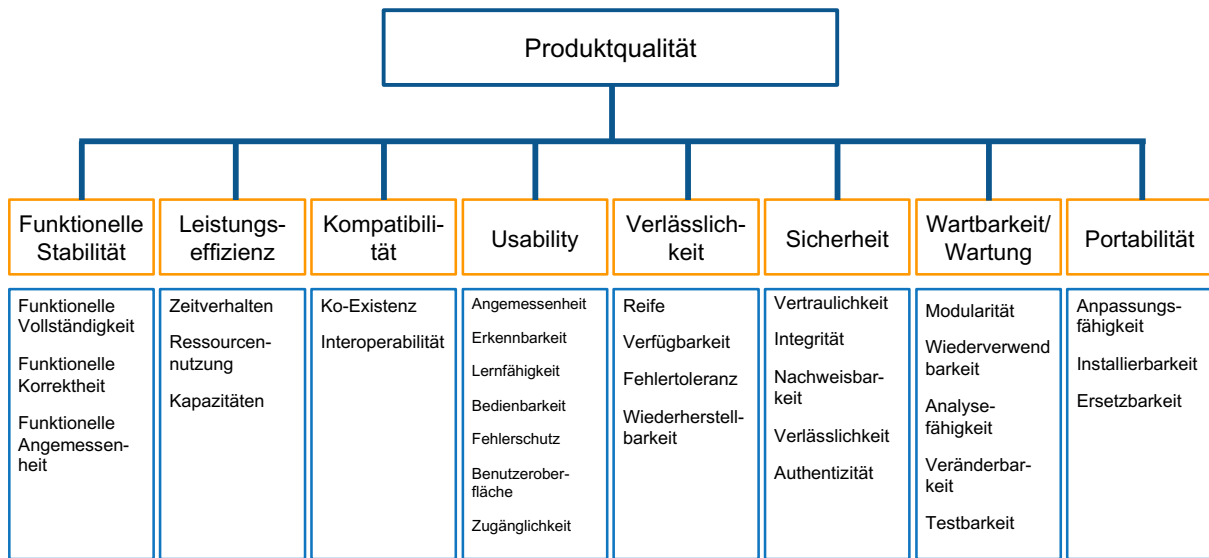 Produktqualität
Funktionelle
Stabilität
Leistungs-
effizienz
Kompatibili-
tät
Usability
Verlässlich-
keit
Sicherheit
Wartbarkeit/
Wartung
Portabilität
Funktionelle
Vollständigkeit
Funktionelle
Korrektheit
Funktionelle
Angemessen-
heit
Zeitverhalten
Ressourcen-
nutzung
Kapazitäten
Ko-Existenz
Interoperabilität
Angemessenheit
Erkennbarkeit
Lernfähigkeit
Bedienbarkeit
Fehlerschutz
Benutzerober-
fläche
Zugänglichkeit
Reife
Verfügbarkeit
Fehlertoleranz
Wiederherstell-
barkeit
Vertraulichkeit
Integrität
Nachweisbar-
keit
Verlässlichkeit
Authentizität
Modularität
Wiederverwend
barkeit
Analyse-
fähigkeit
Veränderbar-
keit
Testbarkeit
Anpassungs-
fähigkeit
Installierbarkeit
Ersetzbarkeit